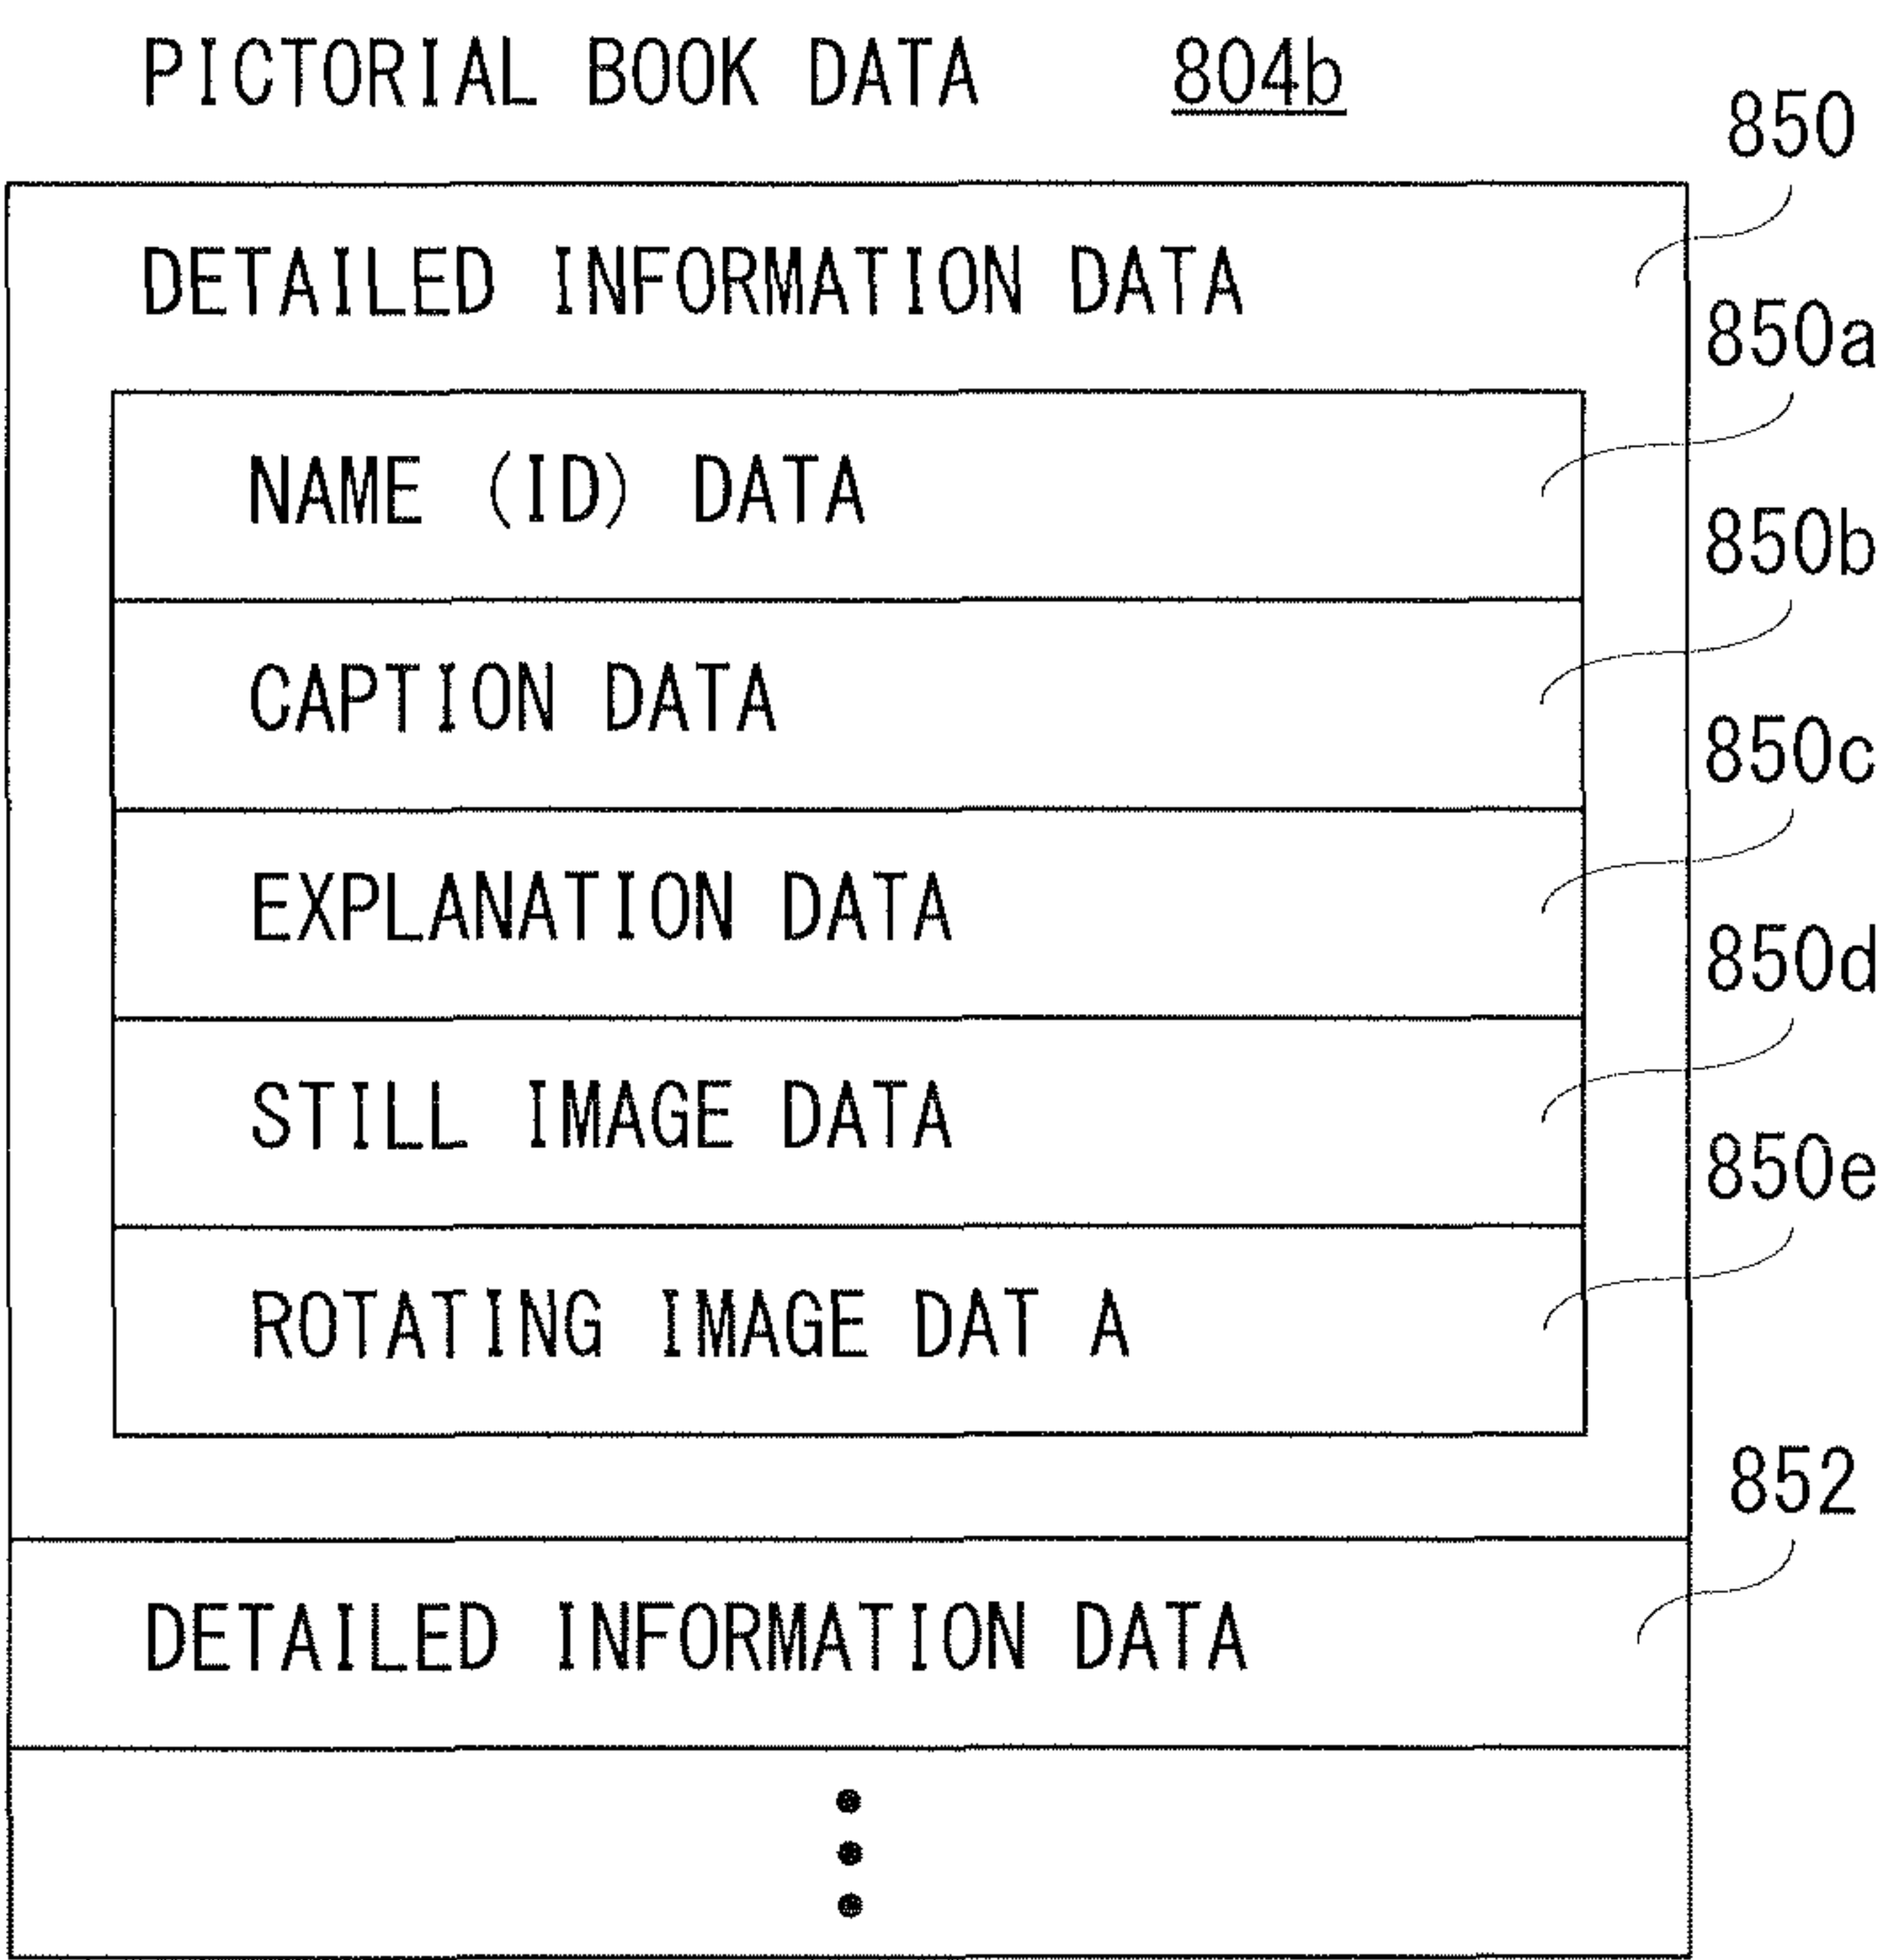 PICTORIAL BOOK DATA 804b
850
DETAILED INFORMATION DATA
850a
NAME (ID) DATA
850b
CAPTION DATA
850c
EXPLANATION DATA
850d
STILL IMAGE DATA
850e
ROTATING IMAGE DAT A
852
DETAILED INFORMATION DATA